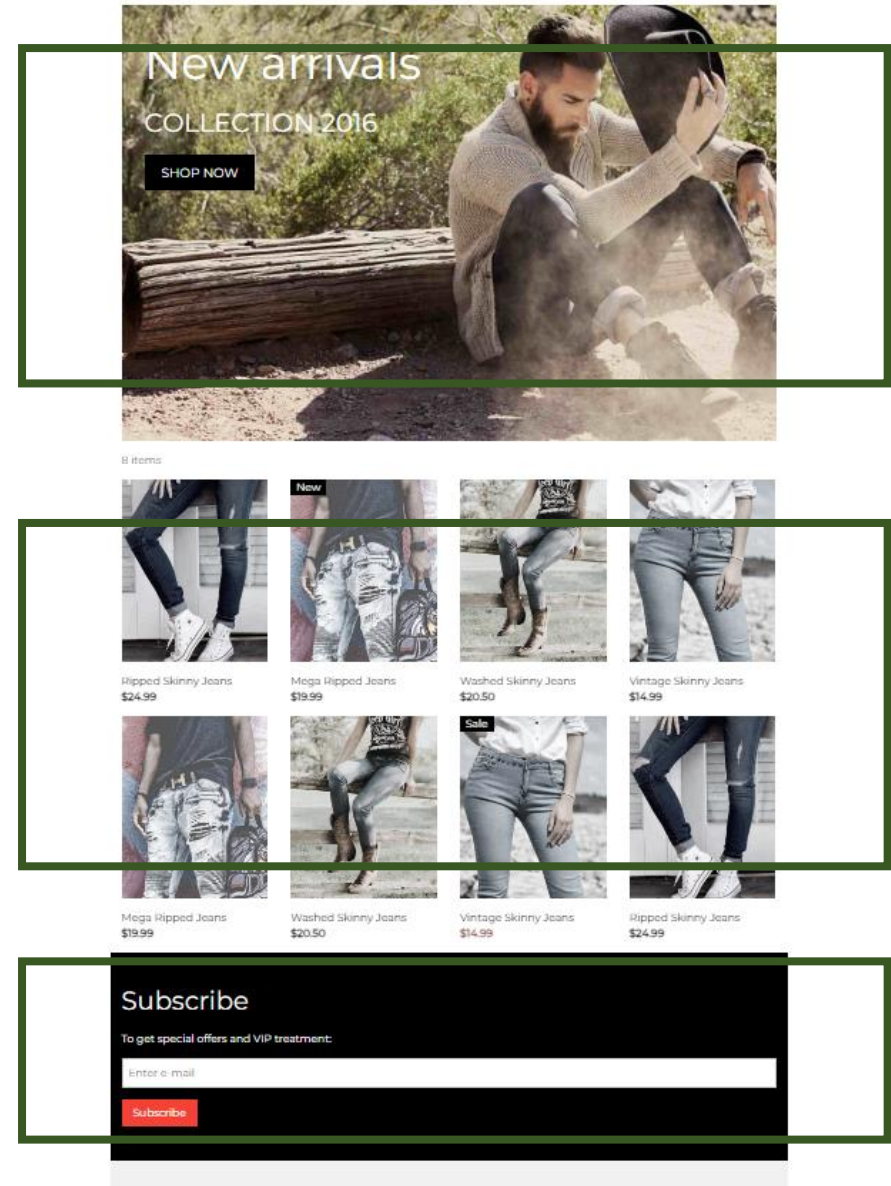 New arrivals
COLLECTION 2016
SHOP NOW
8 items
New
Ripped Skinny Jeans
$24.99
Mega Ripped Jeans
$19.99
Washed Skinny Jeans
$20.50
Vintage Skinny Jeans
$14.99
Sale
Mega Ripped Jeans
$19.99
Washed Skinny Jeans
$20.50
Vintage Skinny Jeans
$14.99
Ripped Skinny Jeans
$24.99
Subscribe
To get special offers and VIP treatment:
Enter e-mail
Subscribe